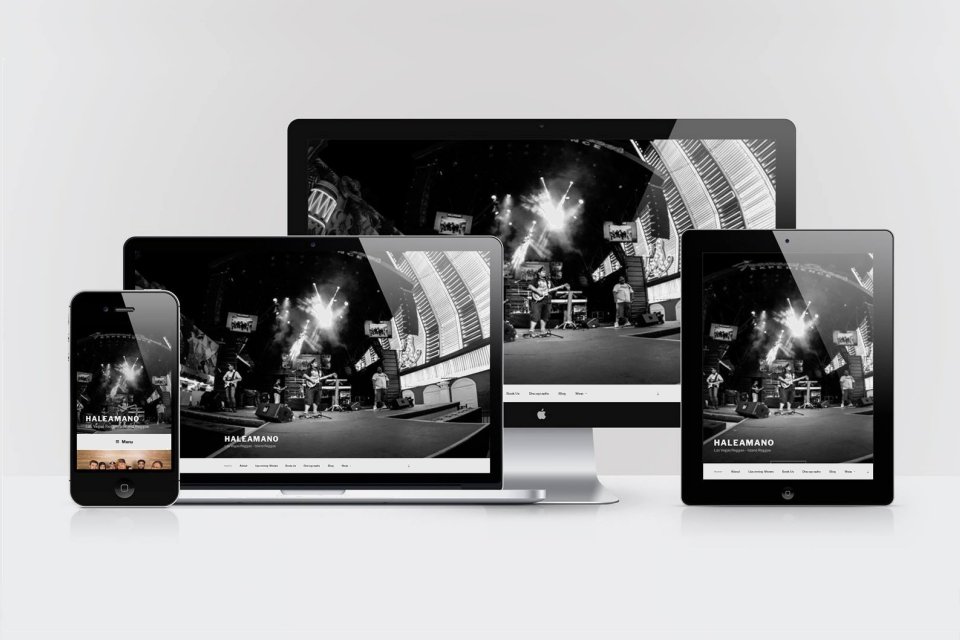 Book Us Discography Blog More
HALEAMANO
Las Vegas Reggae - Island Reggae
Menu
HALEAMANO
Las Vegas Reggae - Island Reggae
Home About Upcoming Shows Book Us Discography Blog More
HALEAMANO
Las Vegas Reggae - Island Reggae
Home About Upcoming Shows Book Us Discography Blog More